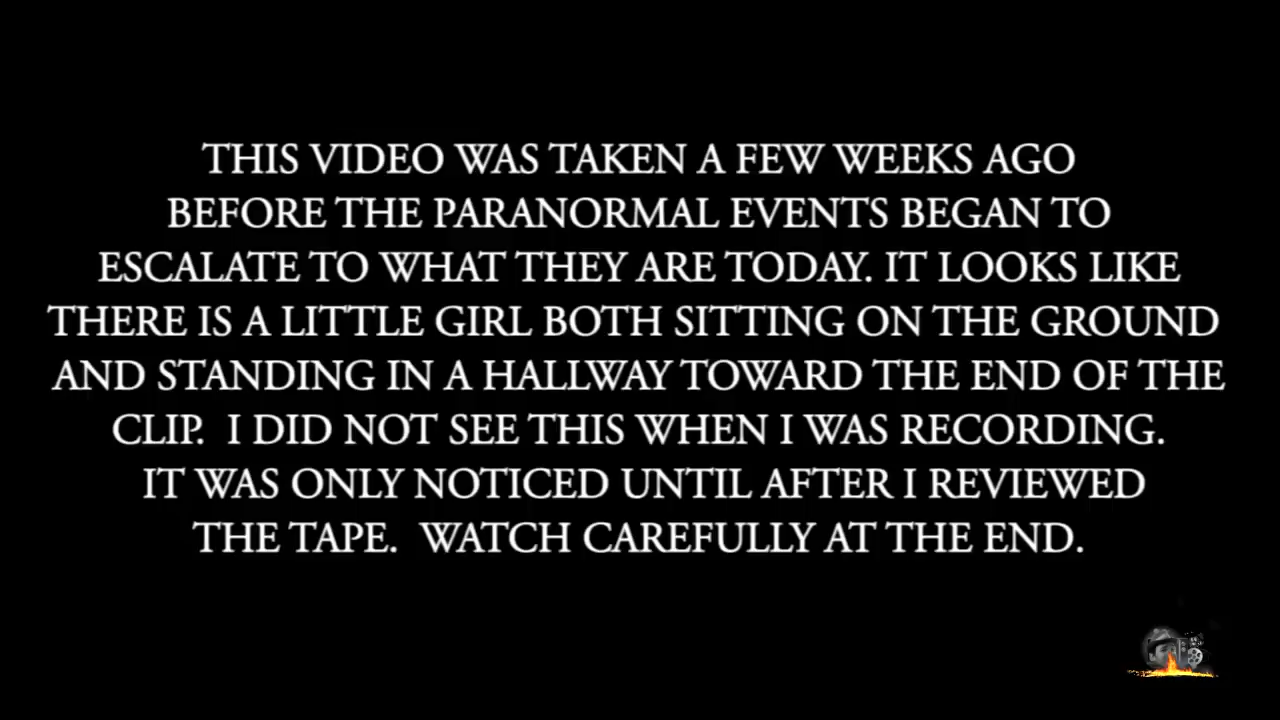 THIS VIDEO WAS TAKEN A FEW WEEKS AGO
BEFORE THE PARANORMAL EVENTS BEGAN TO
ESCALATE TO WHAT THEY ARE TODAY. IT LOOKS LIKE
THERE IS A LITTLE GIRL BOTH SITTING ON THE GROUND
AND STANDING IN A HALLWAY TOWARD THE END OF THE
CLIP.  I DID NOT SEE THIS WHEN I WAS RECORDING.
IT WAS ONLY NOTICED UNTIL AFTER I REVIEWED
THE TAPE.  WATCH CAREFULLY AT THE END.